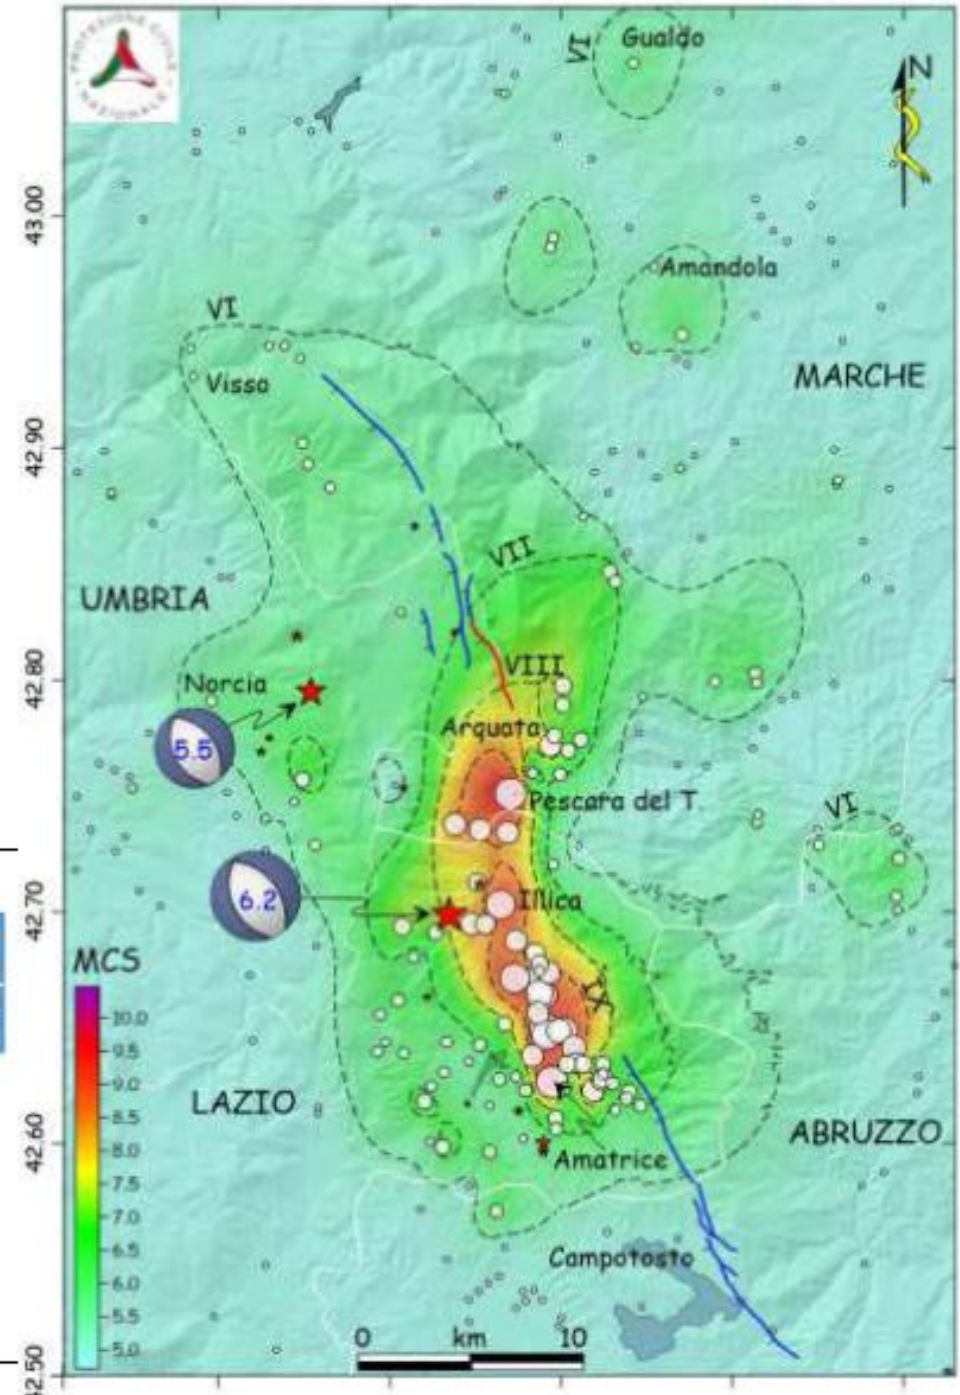 PROTEZIONE CIVILE
NAZIONALE
VI
Gualdo
N
43.00
Amandola
VI
Visso
MARCHE
42.90
VII
UMBRIA
VIII
42.80
Norcia
Arquata
5.5
Pescara del T.
VI
6.2
Illica
42.70
MCS
IX
10.0
9.5
9.0
LAZIO
8.5
42.60
ABRUZZO
8.0
Amatrice
7.5
7.0
6.5
Campotosto
6.0
5.5
0 km 10
5.0
42.50